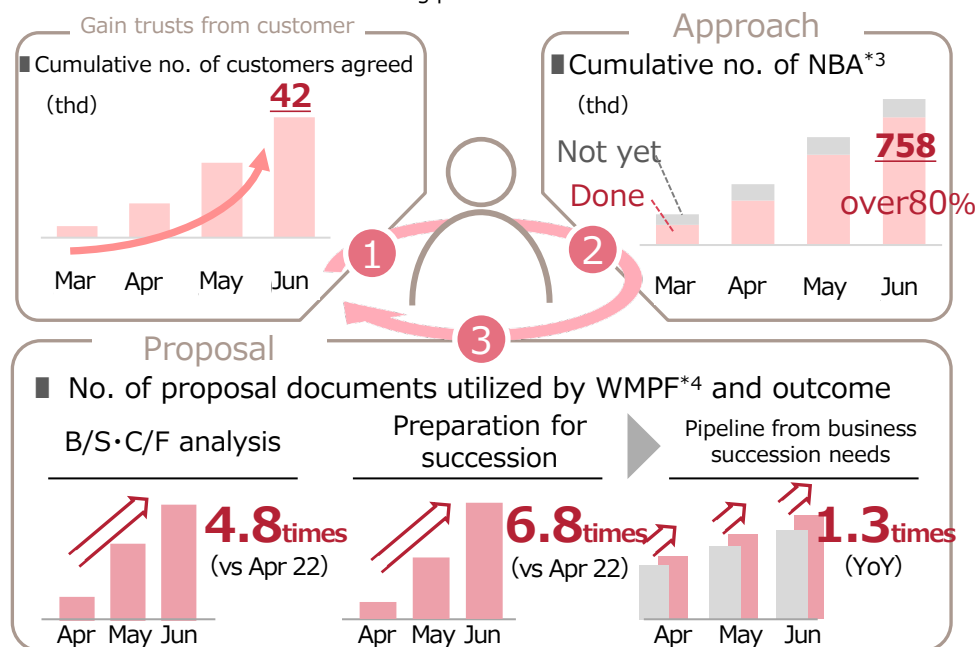 Gain trusts from customer
■Cumulative no. of customers agreed
(thd)
42
Mar Apr May Jun
Approach
■Cumulative no. of NBA*3
(thd)
Not yet
Done
758
over80%
Mar Apr May Jun
1
2
3
Proposal
■ No. of proposal documents utilized by WMPF*4 and outcome
B/S・C/F analysis
4.8times
(vs Apr 22)
Apr May Jun
Preparation for
succession
6.8times
(vs Apr 22)
Apr May Jun
Pipeline from business
succession needs
1.3times
(YoY)
Apr May Jun